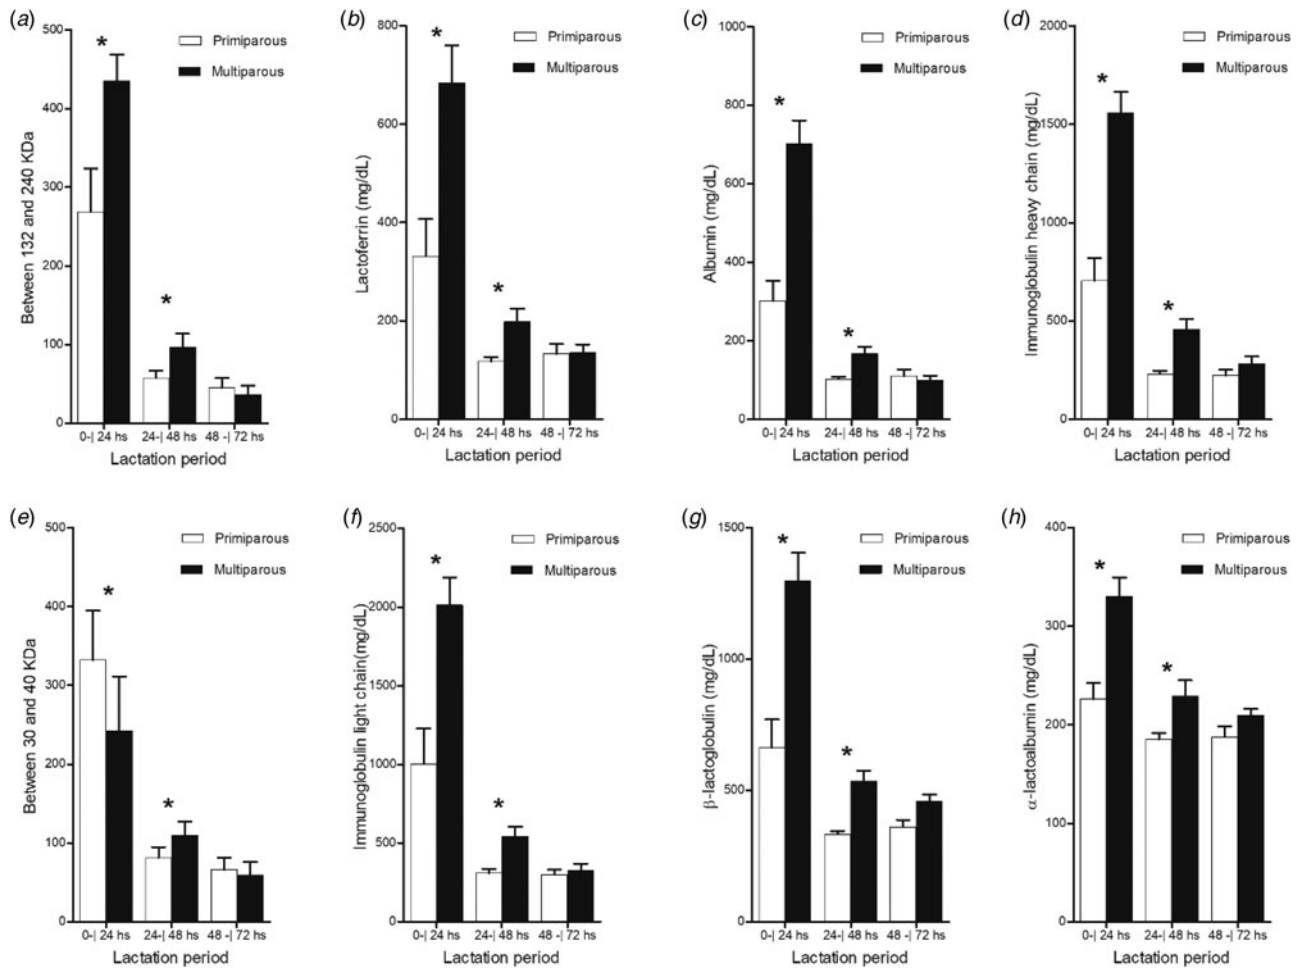 (a)
500
400
300
200
100
0
Between 132 and 240 KDa
*
*
Primiparous
Multiparous
0-| 24 hs 24-| 48 hs 48 -| 72 hs
Lactation period
(b)
800
600
400
200
0
Lactoferrin (mg/dL)
*
*
Primiparous
Multiparous
0-| 24 hs 24-| 48 hs 48 -| 72 hs
Lactation period
(c)
1000
800
600
400
200
0
Albumin (mg/dL)
*
*
Primiparous
Multiparous
0-| 24 hs 24-| 48 hs 48 -| 72 hs
Lactation period
(d)
2000
1500
1000
500
0
Immunoglobulin heavy chain (mg/dL)
*
*
Primiparous
Multiparous
0-| 24 hs 24-| 48 hs 48 -| 72 hs
Lactation period
(e)
500
400
300
200
100
0
Between 30 and 40 KDa
*
*
Primiparous
Multiparous
0-| 24 hs 24-| 48 hs 48 -| 72 hs
Lactation period
(f)
2500
2000
1500
1000
500
0
Immunoglobulin light chain(mg/dL)
*
*
Primiparous
Multiparous
0-| 24 hs 24-| 48 hs 48 -| 72 hs
Lactation period
(g)
1500
1000
500
0
β-lactoglobulin (mg/dL)
*
*
Primiparous
Multiparous
0-| 24 hs 24-| 48 hs 48 -| 72 hs
Lactation period
(h)
400
300
200
100
0
α-lactoalbumin (mg/dL)
*
*
Primiparous
Multiparous
0-| 24 hs 24-| 48 hs 48 -| 72 hs
Lactation period